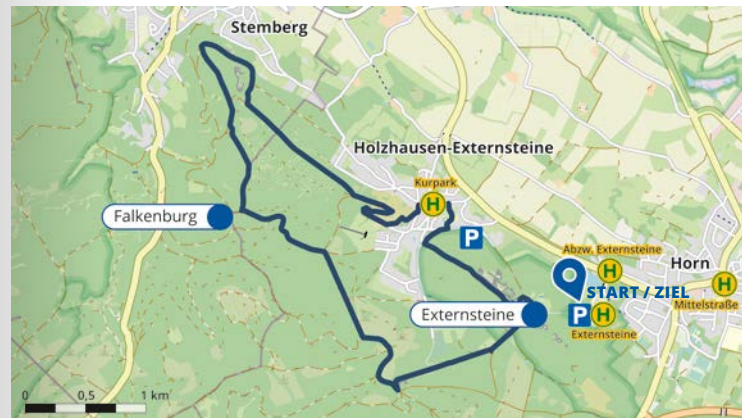 Stemberg
Holzhausen-Externsteine
Kurpark
H
Falkenburg
P
Abzw. Externsteine
H
Horn
START / ZIEL
H
Mittelstraße
Externsteine
P
H
Externsteine
0 0,5 1 km